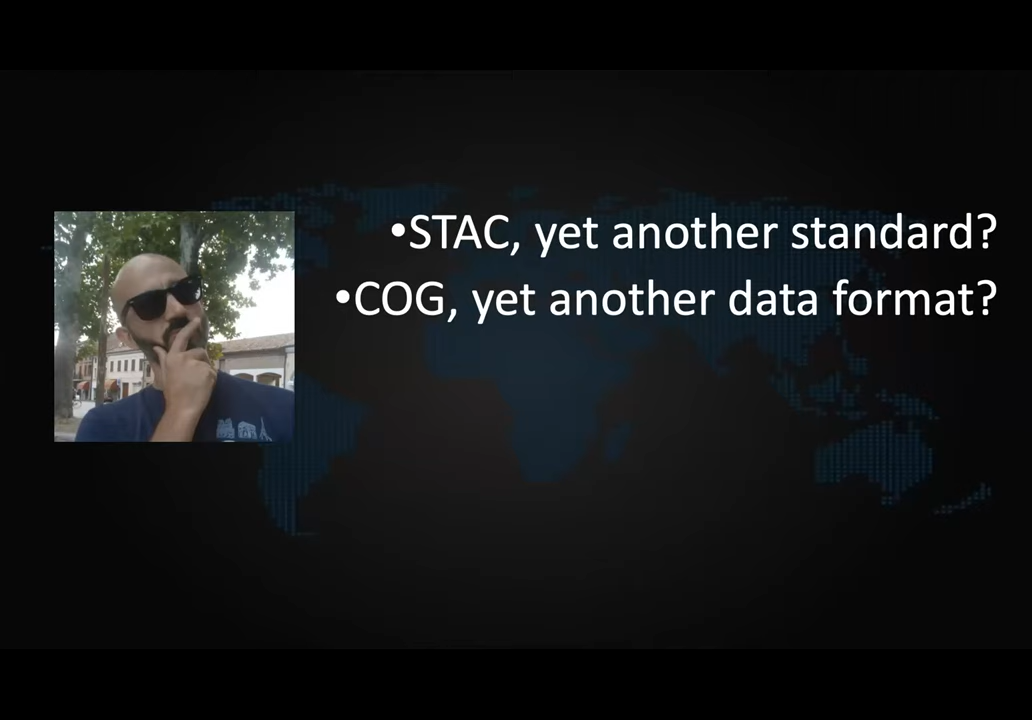 •STAC, yet another standard?
•COG, yet another data format?